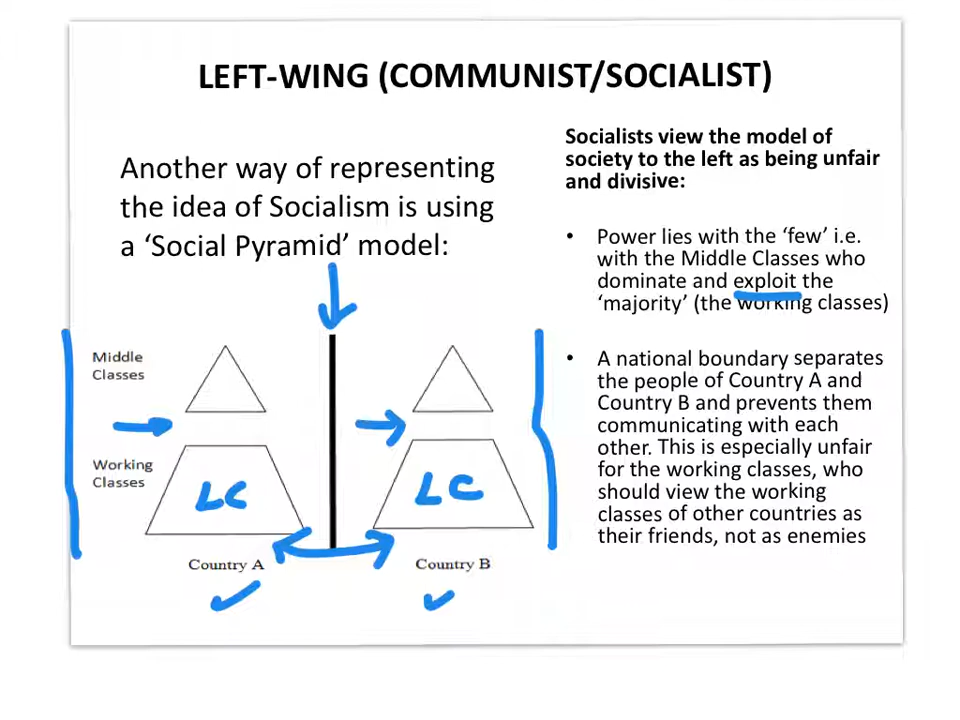 LEFT-WING (COMMUNIST/SOCIALIST)
Another way of representing
the idea of Socialism is using
a ‘Social Pyramid’ model:
Middle
Classes
Working
Classes
LC
LC
Country A
Country B
Socialists view the model of
society to the left as being unfair
and divisive:
• Power lies with the ‘few’ i.e.
with the Middle Classes who
dominate and exploit the
‘majority’ (the working classes)
• A national boundary separates
the people of Country A and
Country B and prevents them
communicating with each
other. This is especially unfair
for the working classes, who
should view the working
classes of other countries as
their friends, not as enemies